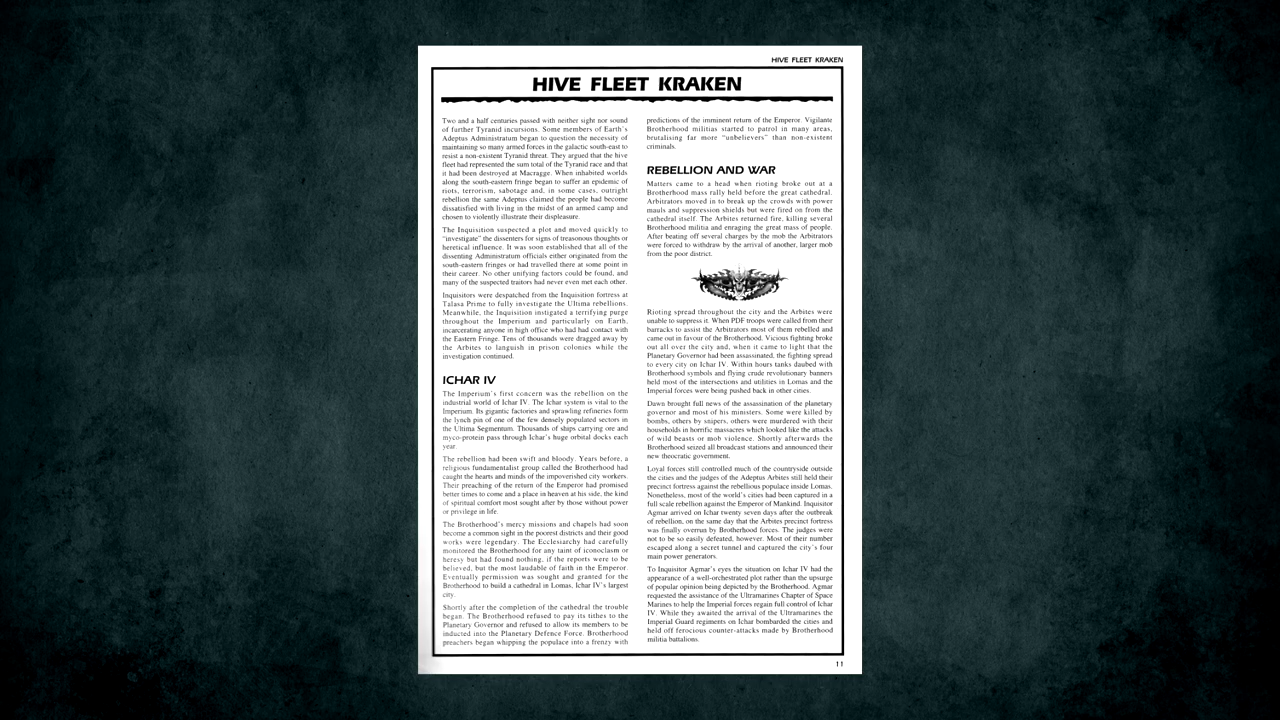 HIVE FLEET KRAKEN
HIVE FLEET KRAKEN
Two and a half centuries passed with neither sight nor sound
of further Tyranid incursions. Some members of Earth's
Adeptus Administratum began to question the necessity of
maintaining so many armed forces in the galactic south-east to
resist a non-existent Tyranid threat. They argued that the hive
fleet had represented the sum total of the Tyranid race and that
it had been destroyed at Macragge. When inhabited worlds
along the south-eastern fringe began to suffer an epidemic of
riots, terrorism, sabotage and, in some cases, outright
rebellion the same Adeptus claimed the people had become
dissatisfied with living in the midst of an armed camp and
chosen to violently illustrate their displeasure.
The Inquisition suspected a plot and moved quickly to
"investigate" the dissenters for signs of treasonous thoughts or
heretical influence. It was soon established that all of the
dissenting Administratum officials either originated from the
south-eastern fringes or had travelled there at some point in
their career. No other unifying factors could be found, and
many of the suspected traitors had never even met each other.
Inquisitors were despatched from the Inquisition fortress at
Talasa Prime to fully investigate the Ultima rebellions.
Meanwhile, the Inquisition instigated a terrifying purge
throughout the Imperium and particularly on Earth,
incarcerating anyone in high office who had had contact with
the Eastern Fringe. Tens of thousands were dragged away by
the Arbites to languish in prison colonies while the
investigation continued.
ICHAR IV
The Imperium's first concern was the rebellion on the
industrial world of Ichar IV. The Ichar system is vital to the
Imperium. Its gigantic factories and sprawling refineries form
the lynch pin of one of the few densely populated sectors in
the Ultima Segmentum. Thousands of ships carrying ore and
myco-protein pass through Ichar's huge orbital docks each
year.
The rebellion had been swift and bloody. Years before, a
religious fundamentalist group called the Brotherhood had
caught the hearts and minds of the impoverished city workers.
Their preaching of the return of the Emperor had promised
better times to come and a place in heaven at his side, the kind
of spiritual comfort most sought after by those without power
or privilege in life.
The Brotherhood's mercy missions and chapels had soon
become a common sight in the poorest districts and their good
works were legendary. The Ecclesiarchy had carefully
monitored the Brotherhood for any taint of iconoclasm or
heresy but had found nothing, if the reports were to be
believed, but the most laudable of faith in the Emperor.
Eventually permission was sought and granted for the
Brotherhood to build a cathedral in Lomas, Ichar IV's largest
city.
Shortly after the completion of the cathedral the trouble
began. The Brotherhood refused to pay its tithes to the
Planetary Governor and refused to allow its members to be
inducted into the Planetary Defence Force. Brotherhood
preachers began whipping the populace into a frenzy with
predictions of the imminent return of the Emperor. Vigilante
Brotherhood militias started to patrol in many areas,
brutalising far more "unbelievers" than non-existent
criminals.
REBELLION AND WAR
Matters came to a head when rioting broke out at a
Brotherhood mass rally held before the great cathedral.
Arbitrators moved in to break up the crowds with power
mauls and suppression shields but were fired on from the
cathedral itself. The Arbites returned fire, killing several
Brotherhood militia and enraging the great mass of people.
After beating off several charges by the mob the Arbitrators
were forced to withdraw by the arrival of another, larger mob
from the poor district.
Rioting spread throughout the city and the Arbites were
unable to suppress it. When PDF troops were called from their
barracks to assist the Arbitrators most of them rebelled and
came out in favour of the Brotherhood. Vicious fighting broke
out all over the city and, when it came to light that the
Planetary Governor had been assassinated, the fighting spread
to every city on Ichar IV. Within hours tanks daubed with
Brotherhood symbols and flying crude revolutionary banners
held most of the intersections and utilities in Lomas and the
Imperial forces were being pushed back in other cities.
Dawn brought full news of the assassination of the planetary
governor and most of his ministers. Some were killed by
bombs, others by snipers, others were murdered with their
households in horrific massacres which looked like the attacks
of wild beasts or mob violence. Shortly afterwards the
Brotherhood seized all broadcast stations and announced their
new theocratic government.
Loyal forces still controlled much of the countryside outside
the cities and the judges of the Adeptus Arbites still held their
precinct fortress against the rebellious populace inside Lomas.
Nonetheless, most of the world's cities had been captured in a
full scale rebellion against the Emperor of Mankind. Inquisitor
Agmar arrived on Ichar twenty seven days after the outbreak
of rebellion, on the same day that the Arbites precinct fortress
was finally overrun by Brotherhood forces. The judges were
not to be so easily defeated, however. Most of their number
escaped along a secret tunnel and captured the city's four
main power generators.
To Inquisitor Agmar's eyes the situation on Ichar IV had the
appearance of a well-orchestrated plot rather than the upsurge
of popular opinion being depicted by the Brotherhood. Agmar
requested the assistance of the Ultramarines Chapter of Space
Marines to help the Imperial forces regain full control of Ichar
IV. While they awaited the arrival of the Ultramarines the
Imperial Guard regiments on Ichar bombarded the cities and
held off ferocious counter-attacks made by Brotherhood
militia battalions.
11